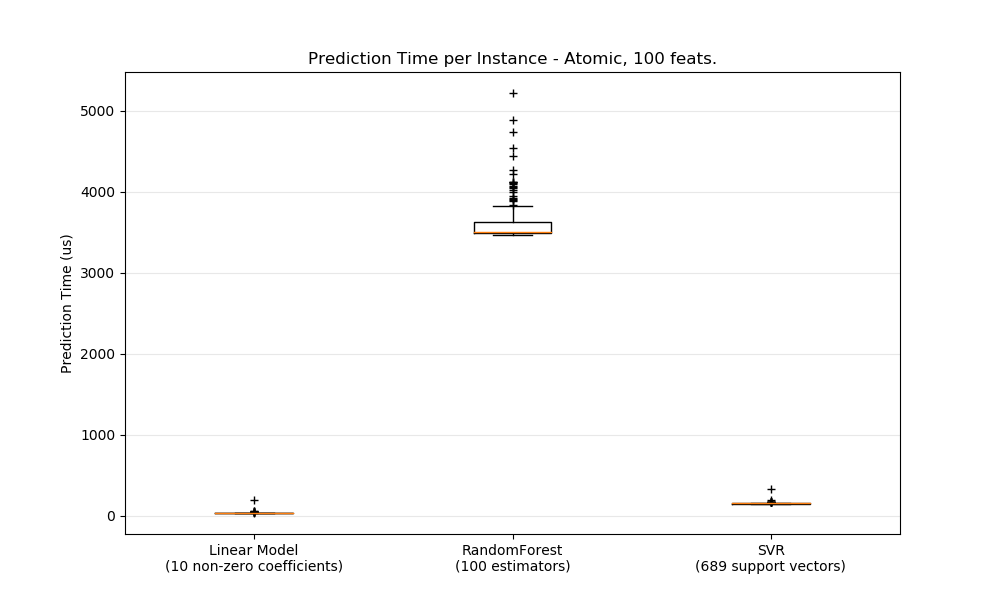 Prediction Time per Instance - Atomic, 100 feats.
Prediction Time (us)
5000
4000
3000
2000
1000
0
Linear Model
(10 non-zero coefficients)
RandomForest
(100 estimators)
SVR
(689 support vectors)